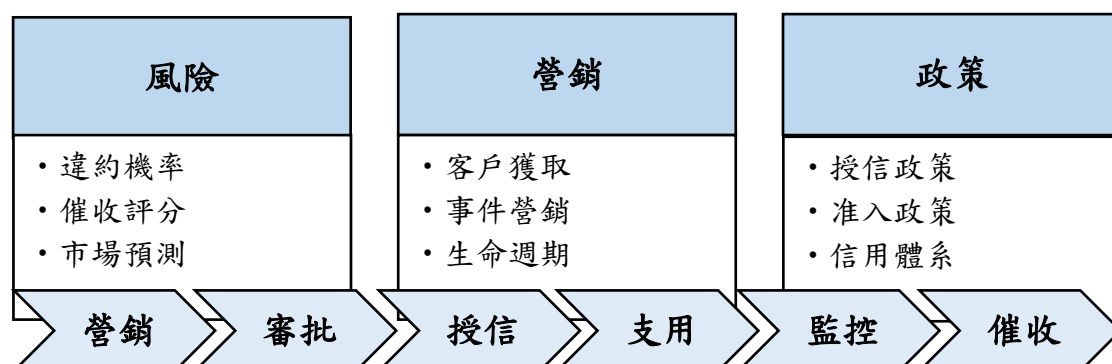 風險
・違約機率
・催收評分
・市場預測
營銷
・客戶獲取
・事件營銷
・生命週期
政策
・授信政策
・准入政策
・信用體系
營銷
審批
授信
支用
監控
催收